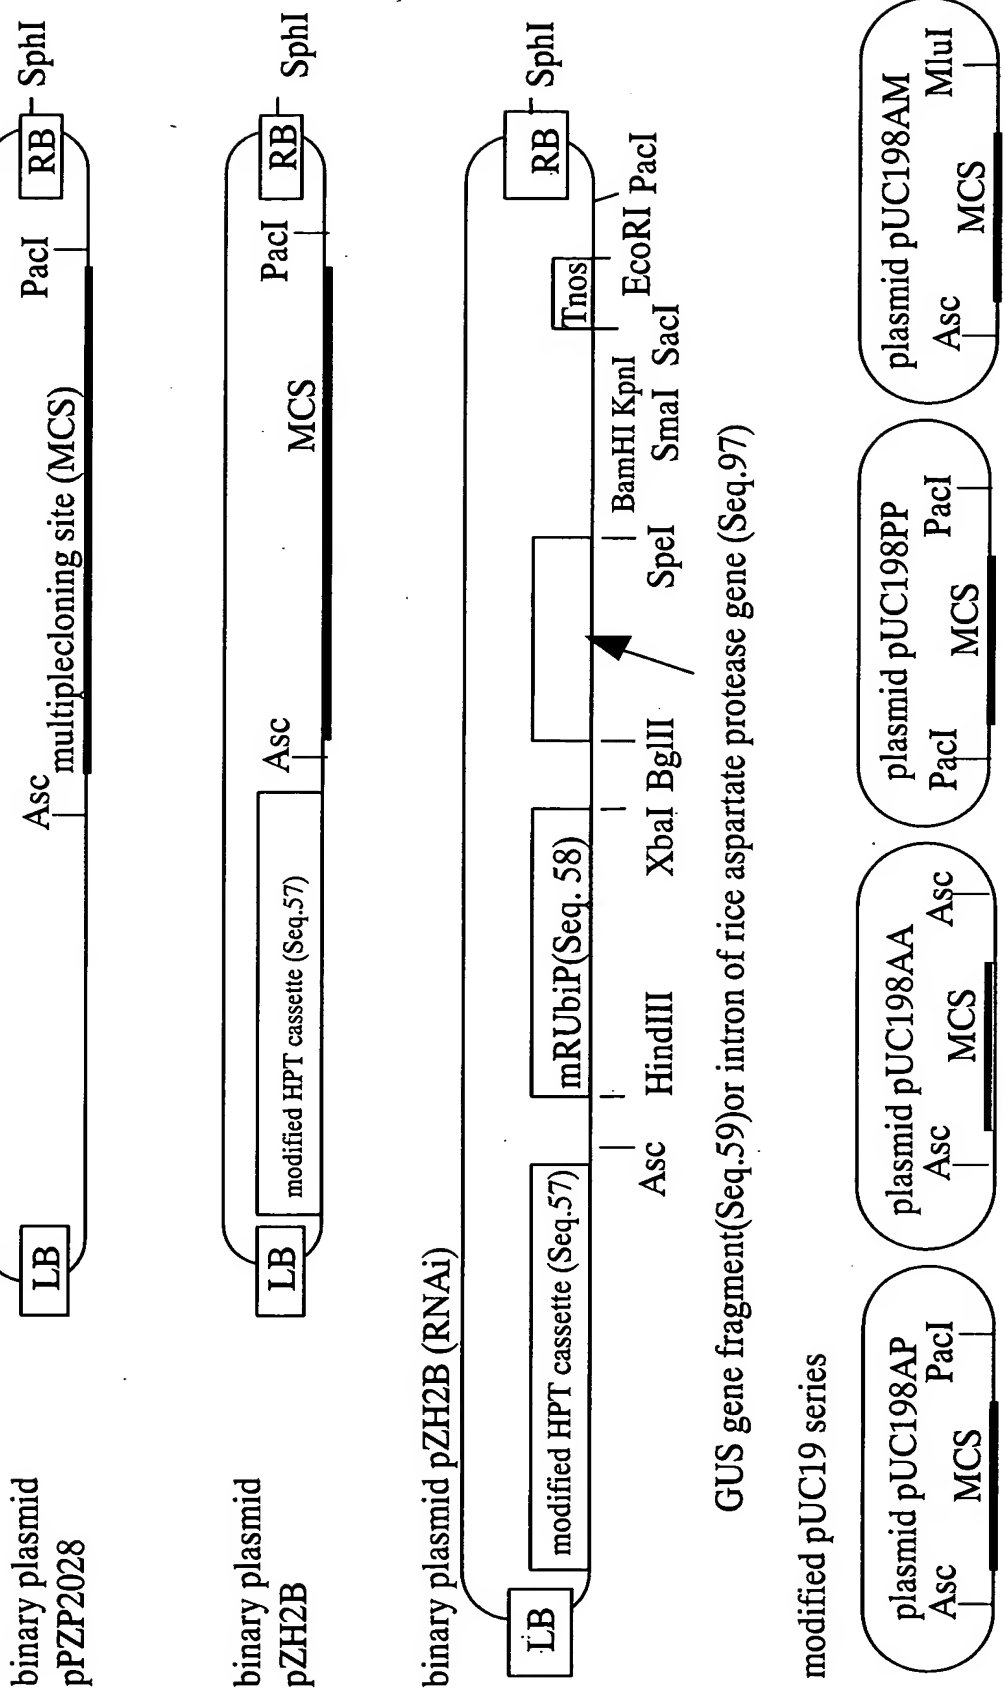 binary plasmid
pPZP2028
LB
Asc
multiplecloning site (MCS)
PacI
RB
SphI
binary plasmid
pZH2B
LB
modified HPT cassette (Seq.57)
Asc
MCS
PacI
RB
SphI
binary plasmid pZH2B (RNAi)
LB
modified HPT cassette (Seq.57)
Asc
HindIII
mRUbiP(Seq. 58)
XbaI BglII
SpeI
BamHI KpnI
SmaI SacI
Tnos
EcoRI PacI
RB
SphI
GUS gene fragment(Seq.59)or intron of rice aspartate protease gene (Seq.97)
modified pUC19 series
plasmid pUC198AP
Asc
PacI
MCS
plasmid pUC198AA
Asc
Asc
MCS
plasmid pUC198PP
PacI
PacI
MCS
plasmid pUC198AM
Asc
MluI
MCS